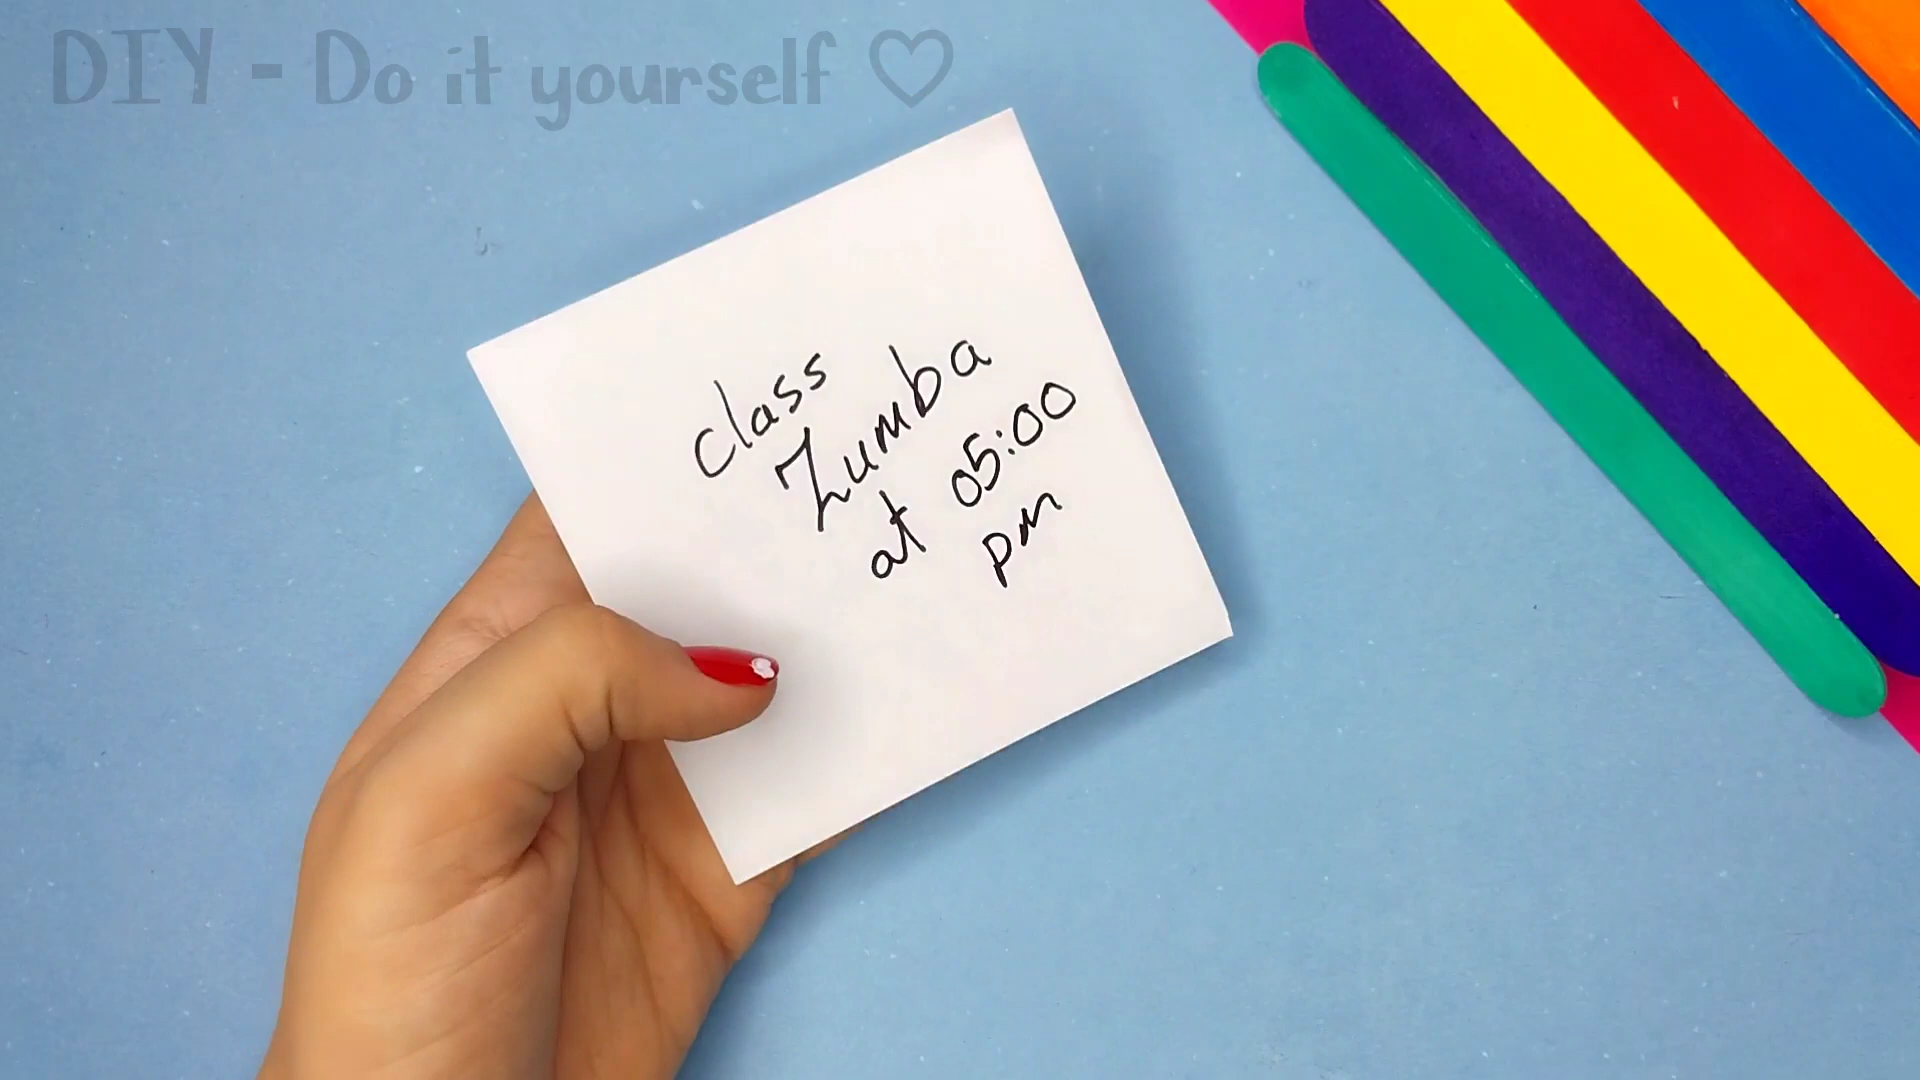 DIY - Do it yourself ♡
class
Zumba
at 05:00
pm